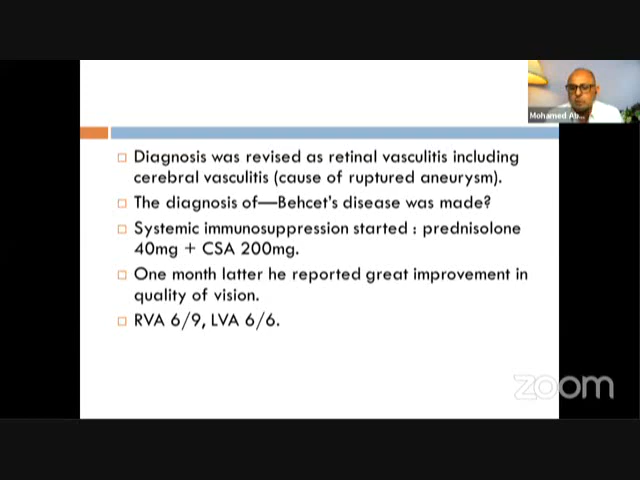 Mohamed
Diagnosis was revised as retinal vasculitis including
cerebral vasculitis (cause of ruptured aneurysm).
The diagnosis of—Behcet's disease was made?
Systemic immunosuppression started : prednisolone
40mg + CSA 200mg.
One month latter he reported great improvement in
quality of vision.
RVA 6/9, LVA 6/6.
zoom